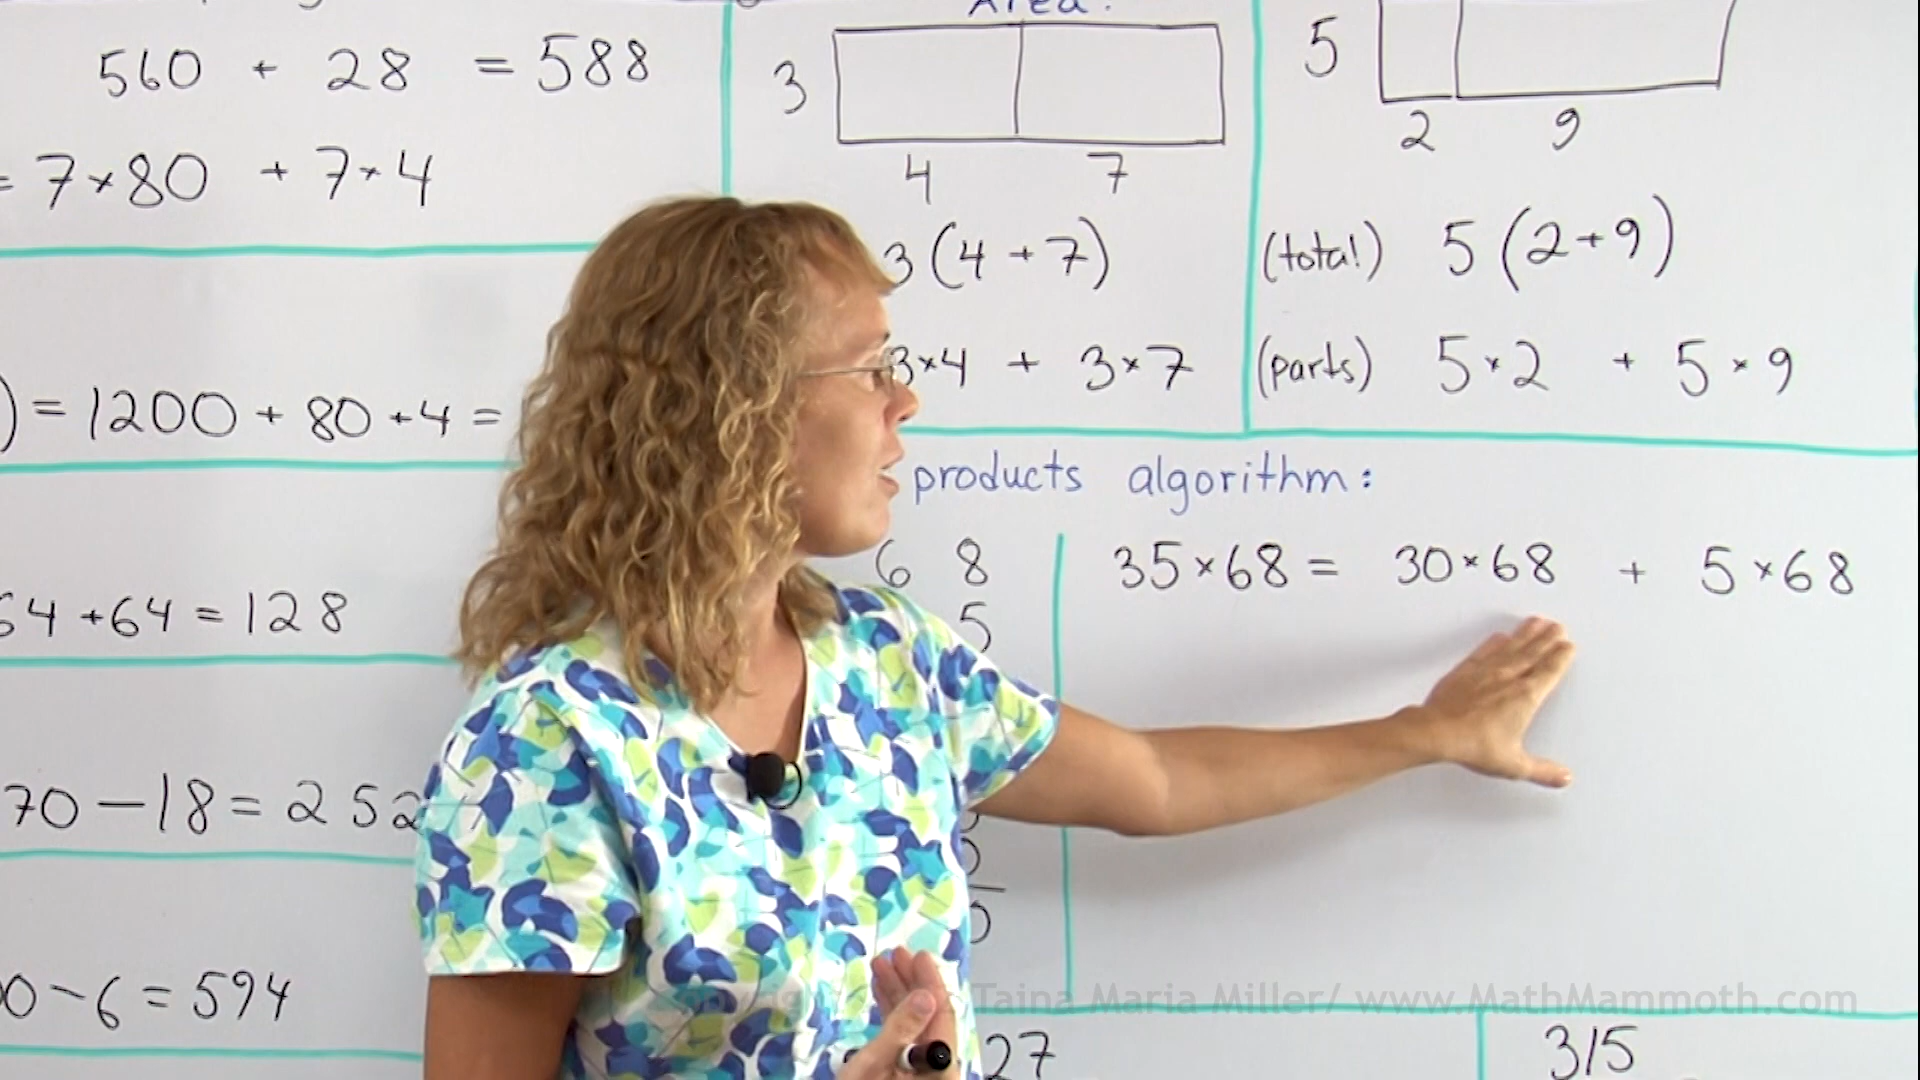 560 + 28 = 588
= 7×80 + 7×4
) = 1200 + 80 + 4 =
64 + 64 = 128
70 – 18 = 252
0 – 6 = 594
Area:
3
4 7
3(4 + 7)
3×4 + 3×7
5
2 9
(total) 5(2+9)
(parts) 5×2 + 5×9
products algorithm:
6 8
5
0
35×68 = 30×68 + 5×68
Taina Maria Miller/ www.MathMammoth.com
27
315